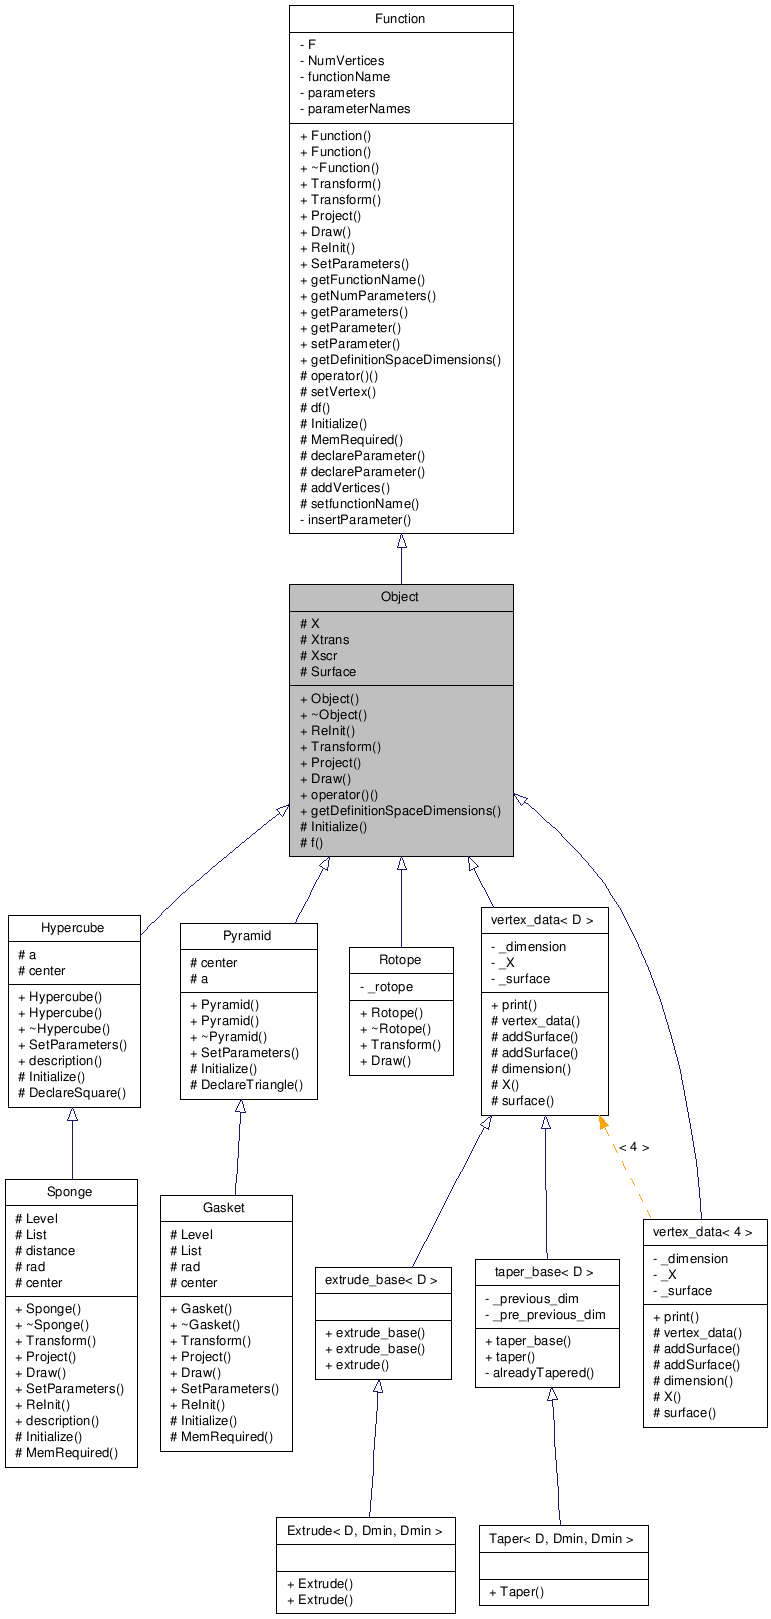 Function
- F
- NumVertices
- functionName
- parameters
- parameterNames
+ Function()
+ Function()
+ ~Function()
+ Transform()
+ Transform()
+ Project()
+ Draw()
+ ReInit()
+ SetParameters()
+ getFunctionName()
+ getNumParameters()
+ getParameters()
+ getParameter()
+ setParameter()
+ getDefinitionSpaceDimensions()
# operator()()
# setVertex()
# df()
# Initialize()
# MemRequired()
# declareParameter()
# declareParameter()
# addVertices()
# setfunctionName()
- insertParameter()
Object
# X
# Xtrans
# Xscr
# Surface
+ Object()
+ ~Object()
+ ReInit()
+ Transform()
+ Project()
+ Draw()
+ operator()()
+ getDefinitionSpaceDimensions()
# Initialize()
# f()
Hypercube
# a
# center
+ Hypercube()
+ Hypercube()
+ ~Hypercube()
+ SetParameters()
+ description()
# Initialize()
# DeclareSquare()
Pyramid
# center
# a
+ Pyramid()
+ Pyramid()
+ ~Pyramid()
+ SetParameters()
# Initialize()
# DeclareTriangle()
Rotope
- _rotope
+ Rotope()
+ ~Rotope()
+ Transform()
+ Draw()
vertex_data< D >
- _dimension
- _X
- _surface
+ print()
# vertex_data()
# addSurface()
# addSurface()
# dimension()
# X()
# surface()
< 4 >
Sponge
# Level
# List
# distance
# rad
# center
+ Sponge()
+ ~Sponge()
+ Transform()
+ Project()
+ Draw()
+ SetParameters()
+ ReInit()
+ description()
# Initialize()
# MemRequired()
Gasket
# Level
# List
# rad
# center
+ Gasket()
+ ~Gasket()
+ Transform()
+ Project()
+ Draw()
+ SetParameters()
+ ReInit()
# Initialize()
# MemRequired()
extrude_base< D >
+ extrude_base()
+ extrude_base()
+ extrude()
taper_base< D >
- _previous_dim
- _pre_previous_dim
+ taper_base()
+ taper()
- alreadyTapered()
vertex_data< 4 >
- _dimension
- _X
- _surface
+ print()
# vertex_data()
# addSurface()
# addSurface()
# dimension()
# X()
# surface()
Extrude< D, Dmin, Dmin >
+ Extrude()
+ Extrude()
Taper< D, Dmin, Dmin >
+ Taper()